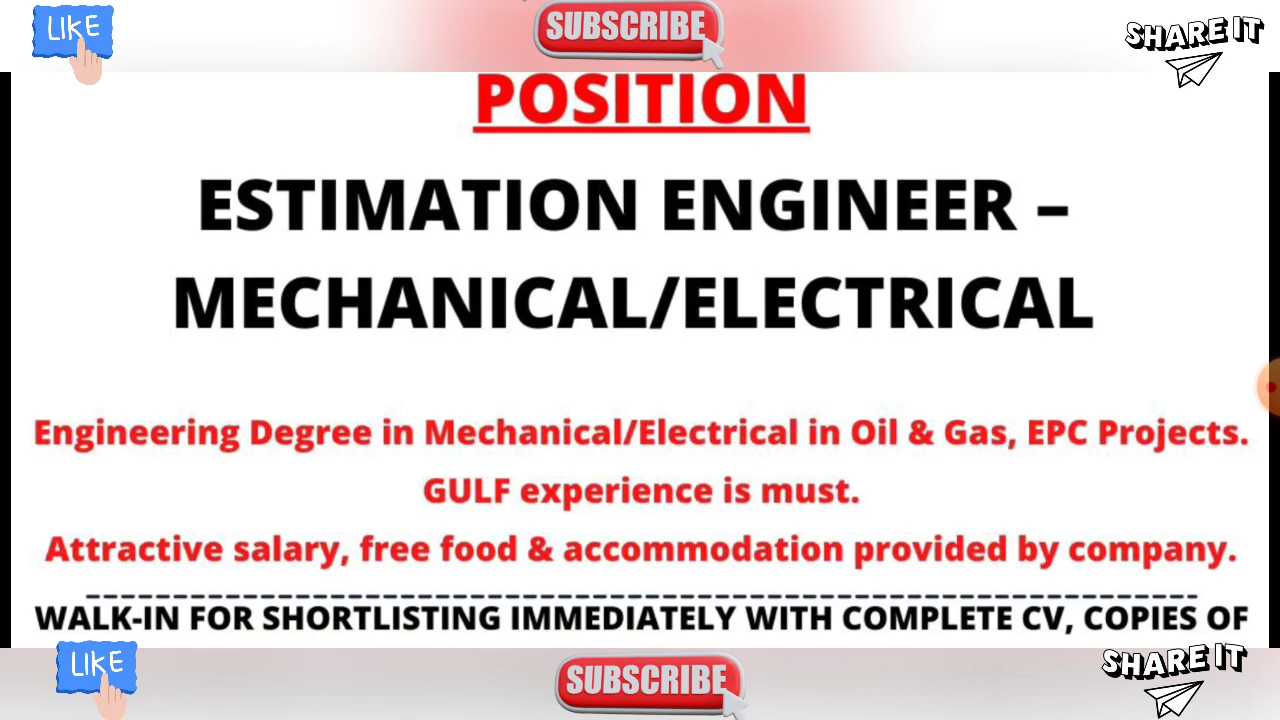 LIKE
SUBSCRIBE
SHARE IT
POSITION
ESTIMATION ENGINEER –
MECHANICAL/ELECTRICAL
Engineering Degree in Mechanical/Electrical in Oil & Gas, EPC Projects.
GULF experience is must.
Attractive salary, free food & accommodation provided by company.
WALK-IN FOR SHORTLISTING IMMEDIATELY WITH COMPLETE CV, COPIES OF
LIKE
SUBSCRIBE
SHARE IT